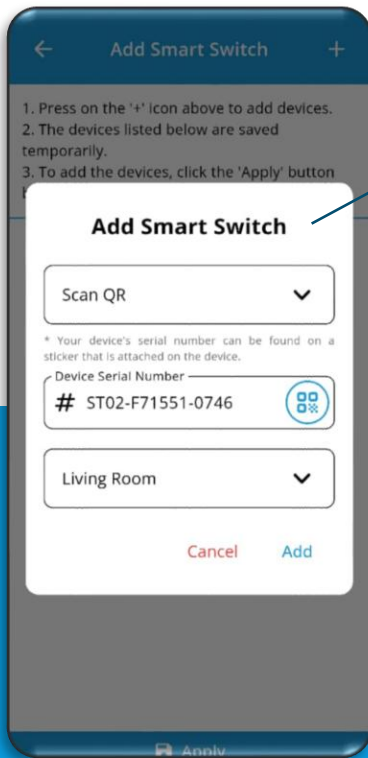 Add Smart Switch
1. Press on the '+' icon above to add devices.
2. The devices listed below are saved
temporarily.
3. To add the devices, click the 'Apply' button
Add Smart Switch
Scan QR
* Your device's serial number can be found on a
sticker that is attached on the device.
Device Serial Number
# ST02-F71551-0746
Living Room
Cancel Add
Apply